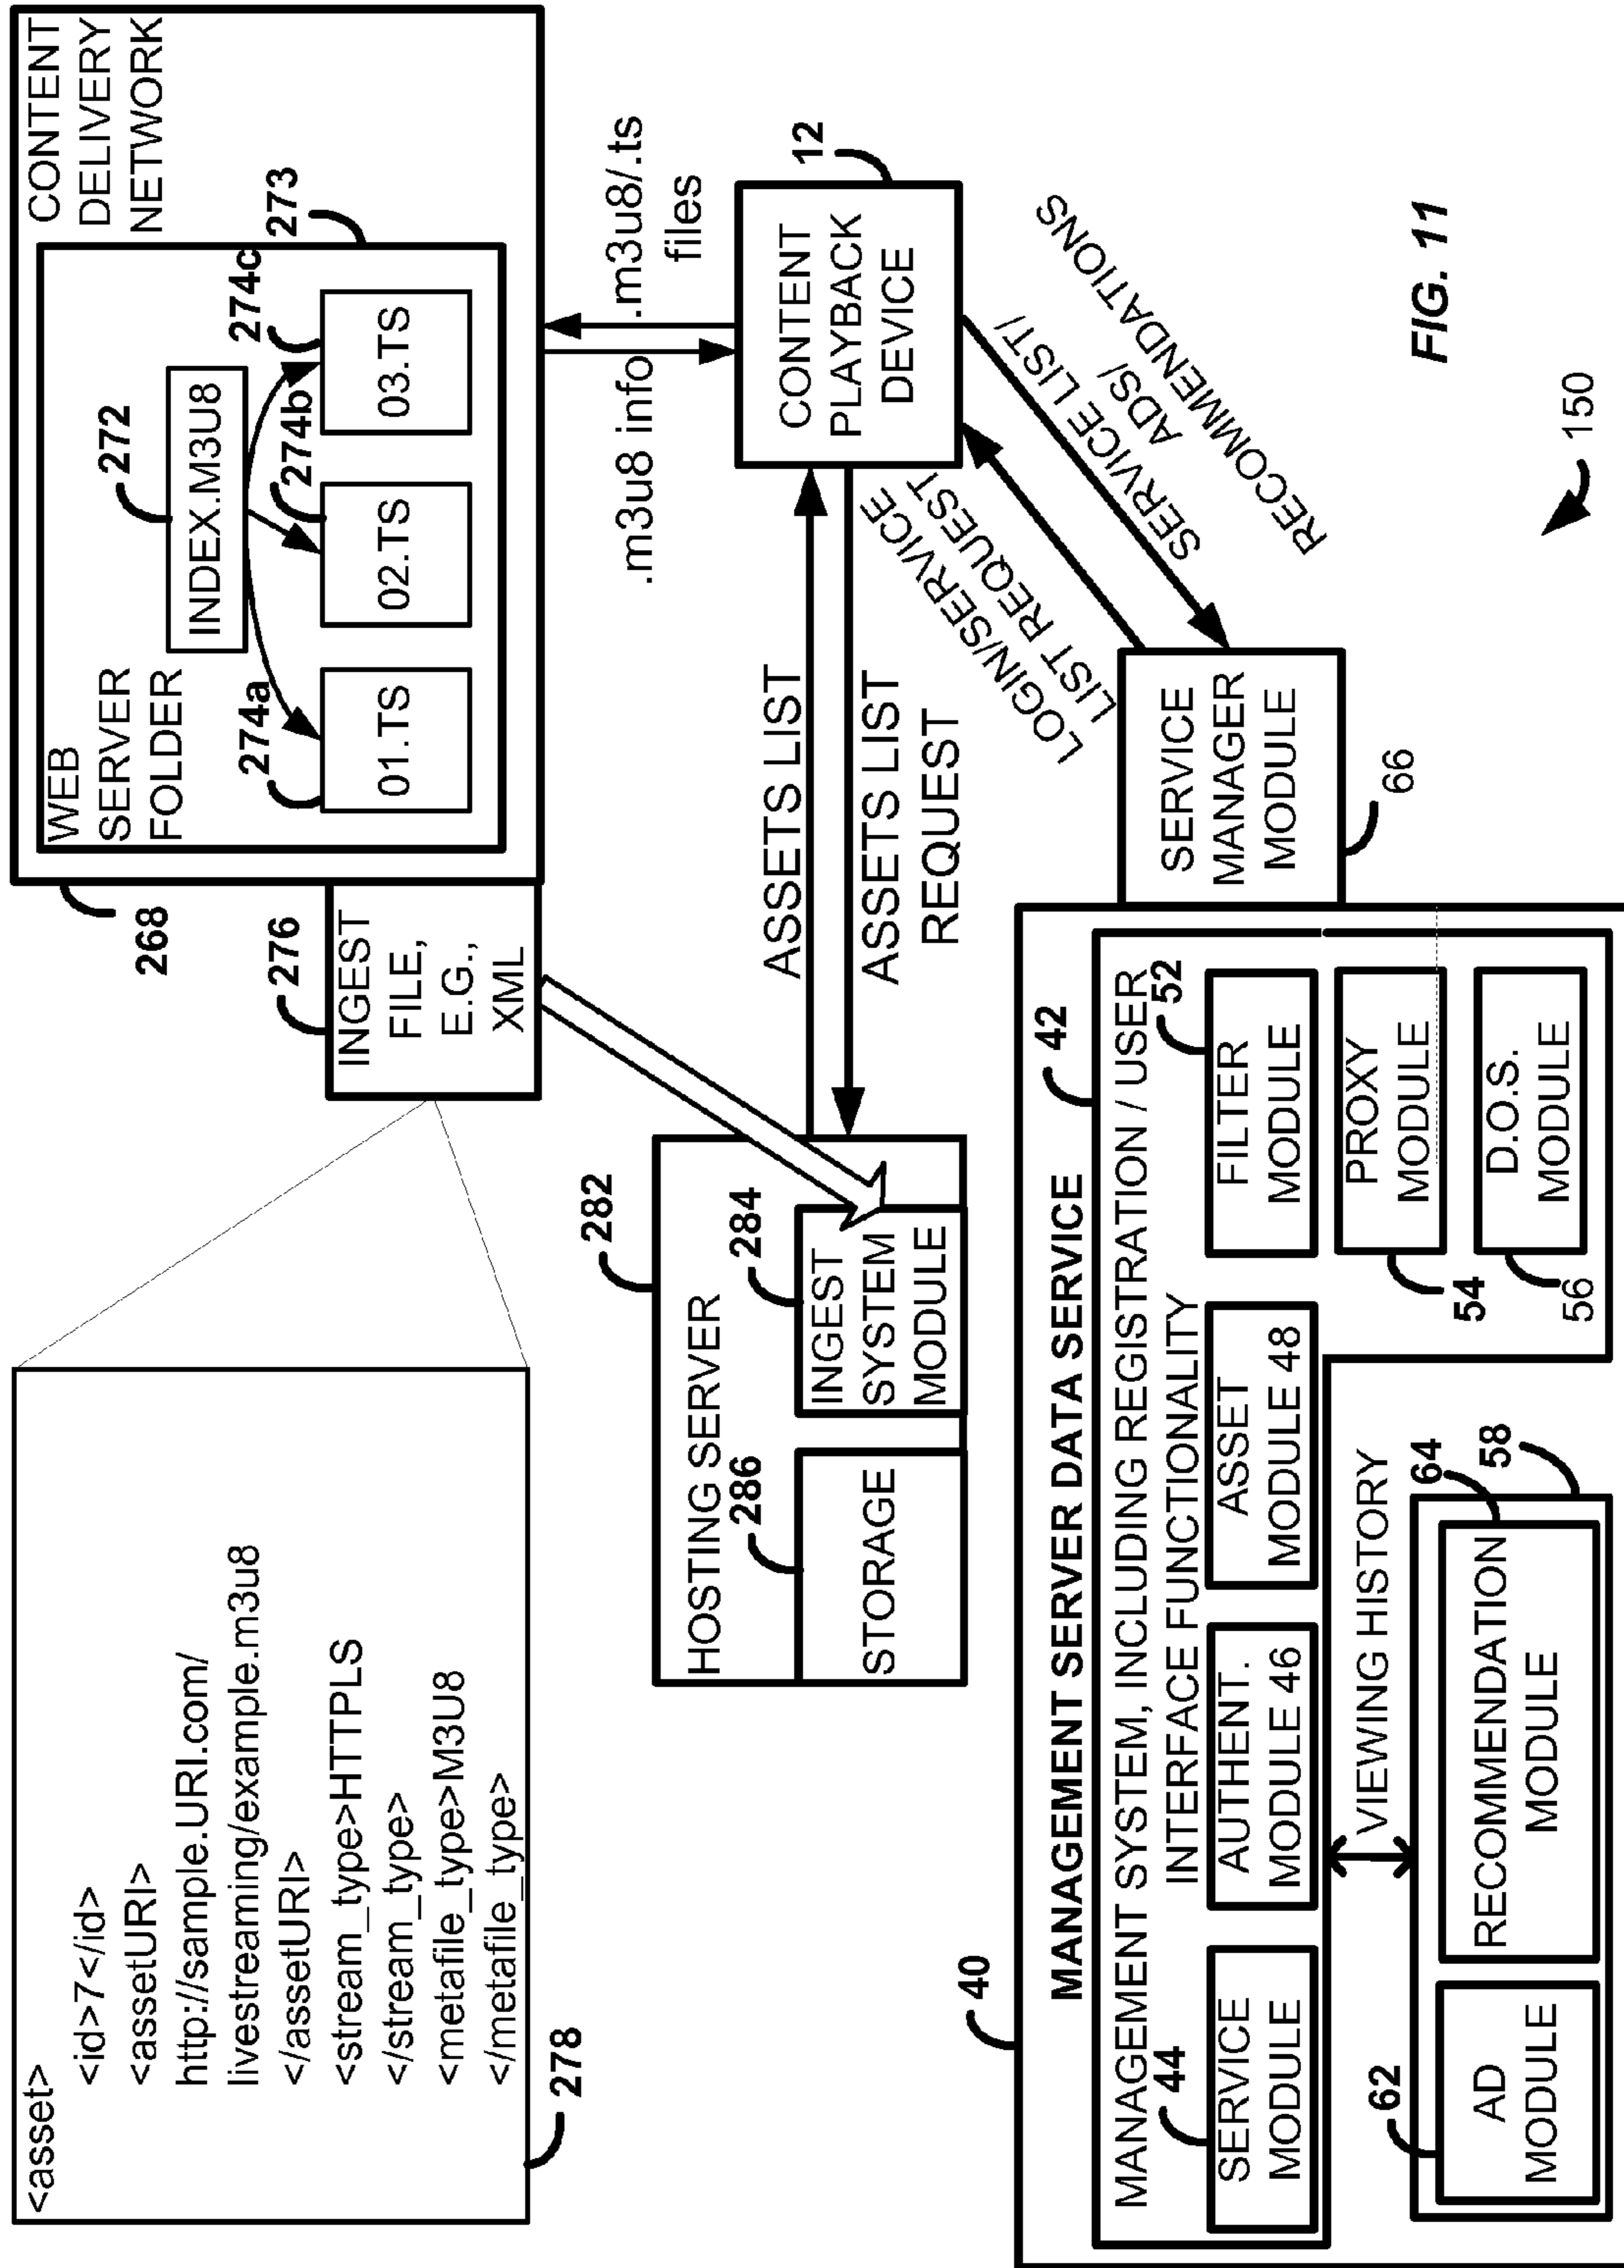 <asset>
<id>7</id>
<assetURI>
http://sample.URI.com/
livestreaming/example.m3u8
</assetURI>
<stream_type>HTTPLS
</stream_type>
<metafile_type>M3U8
</metafile_type>
278
INGEST
FILE,
E.G.,
XML
276
268
CONTENT
DELIVERY
NETWORK
WEB
SERVER
FOLDER
273
272
INDEX.M3U8
274a
274b
274c
01.TS
02.TS
03.TS
.m3u8 info
.m3u8/.ts
files
HOSTING SERVER
282
286
STORAGE
284
INGEST
SYSTEM
MODULE
ASSETS LIST
ASSETS LIST
REQUEST
CONTENT
PLAYBACK
DEVICE
12
LOGIN/SERVICE
LIST REQUEST
SERVICE LIST/
ADS/
RECOMMENDATIONS
SERVICE
MANAGER
MODULE
66
40
MANAGEMENT SERVER DATA SERVICE
42
MANAGEMENT SYSTEM, INCLUDING REGISTRATION / USER
INTERFACE FUNCTIONALITY
44
SERVICE
MODULE
AUTHENT.
MODULE 46
ASSET
MODULE 48
52
FILTER
MODULE
PROXY
MODULE
54
D.O.S.
MODULE
56
VIEWING HISTORY
62
AD
MODULE
64
RECOMMENDATION
MODULE
58
150
FIG. 11